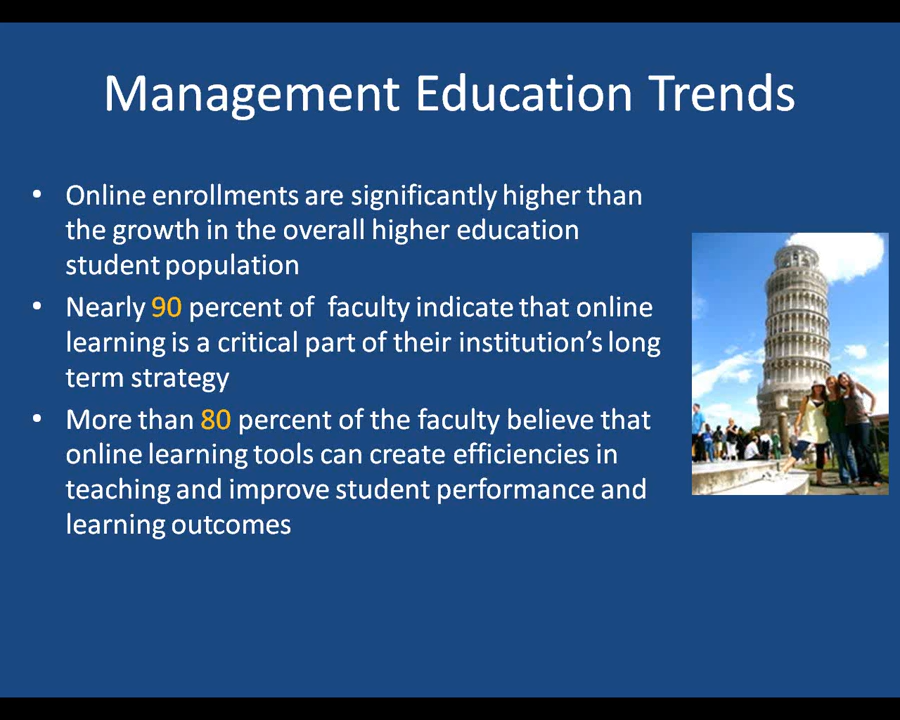 Management Education Trends
• Online enrollments are significantly higher than
the growth in the overall higher education
student population
• Nearly 90 percent of  faculty indicate that online
learning is a critical part of their institution’s long
term strategy
• More than 80 percent of the faculty believe that
online learning tools can create efficiencies in
teaching and improve student performance and
learning outcomes